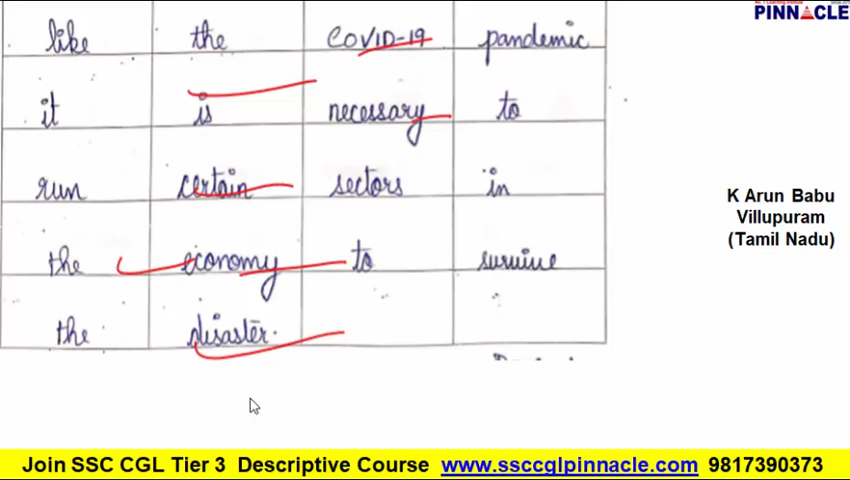 PINNACLE
like the COVID-19 pandemic
it is necessary to
run certain sectors in
the economy to survive
the disaster.
K Arun Babu
Villupuram
(Tamil Nadu)
Join SSC CGL Tier 3 Descriptive Course www.ssccglpinnacle.com 9817390373